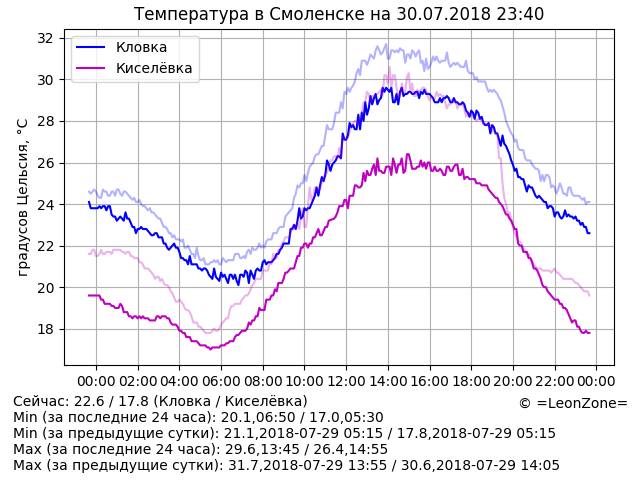 Температура в Смоленске на 30.07.2018 23:40
Кловка
Киселёвка
градусов Цельсия, °C
32
30
28
26
24
22
20
18
00:00 02:00 04:00 06:00 08:00 10:00 12:00 14:00 16:00 18:00 20:00 22:00 00:00
Сейчас: 22.6 / 17.8 (Кловка / Киселёвка)
© =LeonZone=
Min (за последние 24 часа): 20.1,06:50 / 17.0,05:30
Min (за предыдущие сутки): 21.1,2018-07-29 05:15 / 17.8,2018-07-29 05:15
Max (за последние 24 часа): 29.6,13:45 / 26.4,14:55
Max (за предыдущие сутки): 31.7,2018-07-29 13:55 / 30.6,2018-07-29 14:05